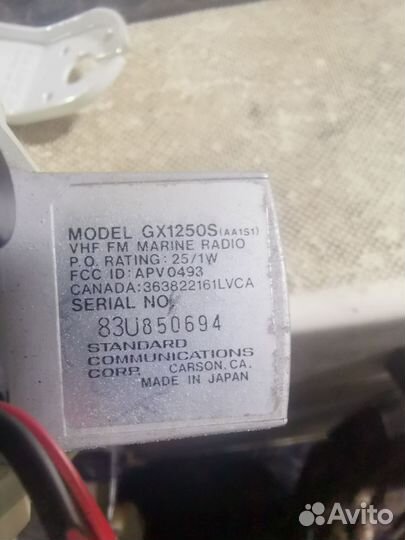 MODEL GX1250S (AA1S1)
VHF FM MARINE RADIO
P.O. RATING: 25/1W
FCC ID: APV0493
CANADA: 363822161LVCA
SERIAL NO.
83U850694
STANDARD
COMMUNICATIONS
CORP. CARSON, CA.
MADE IN JAPAN
Avito